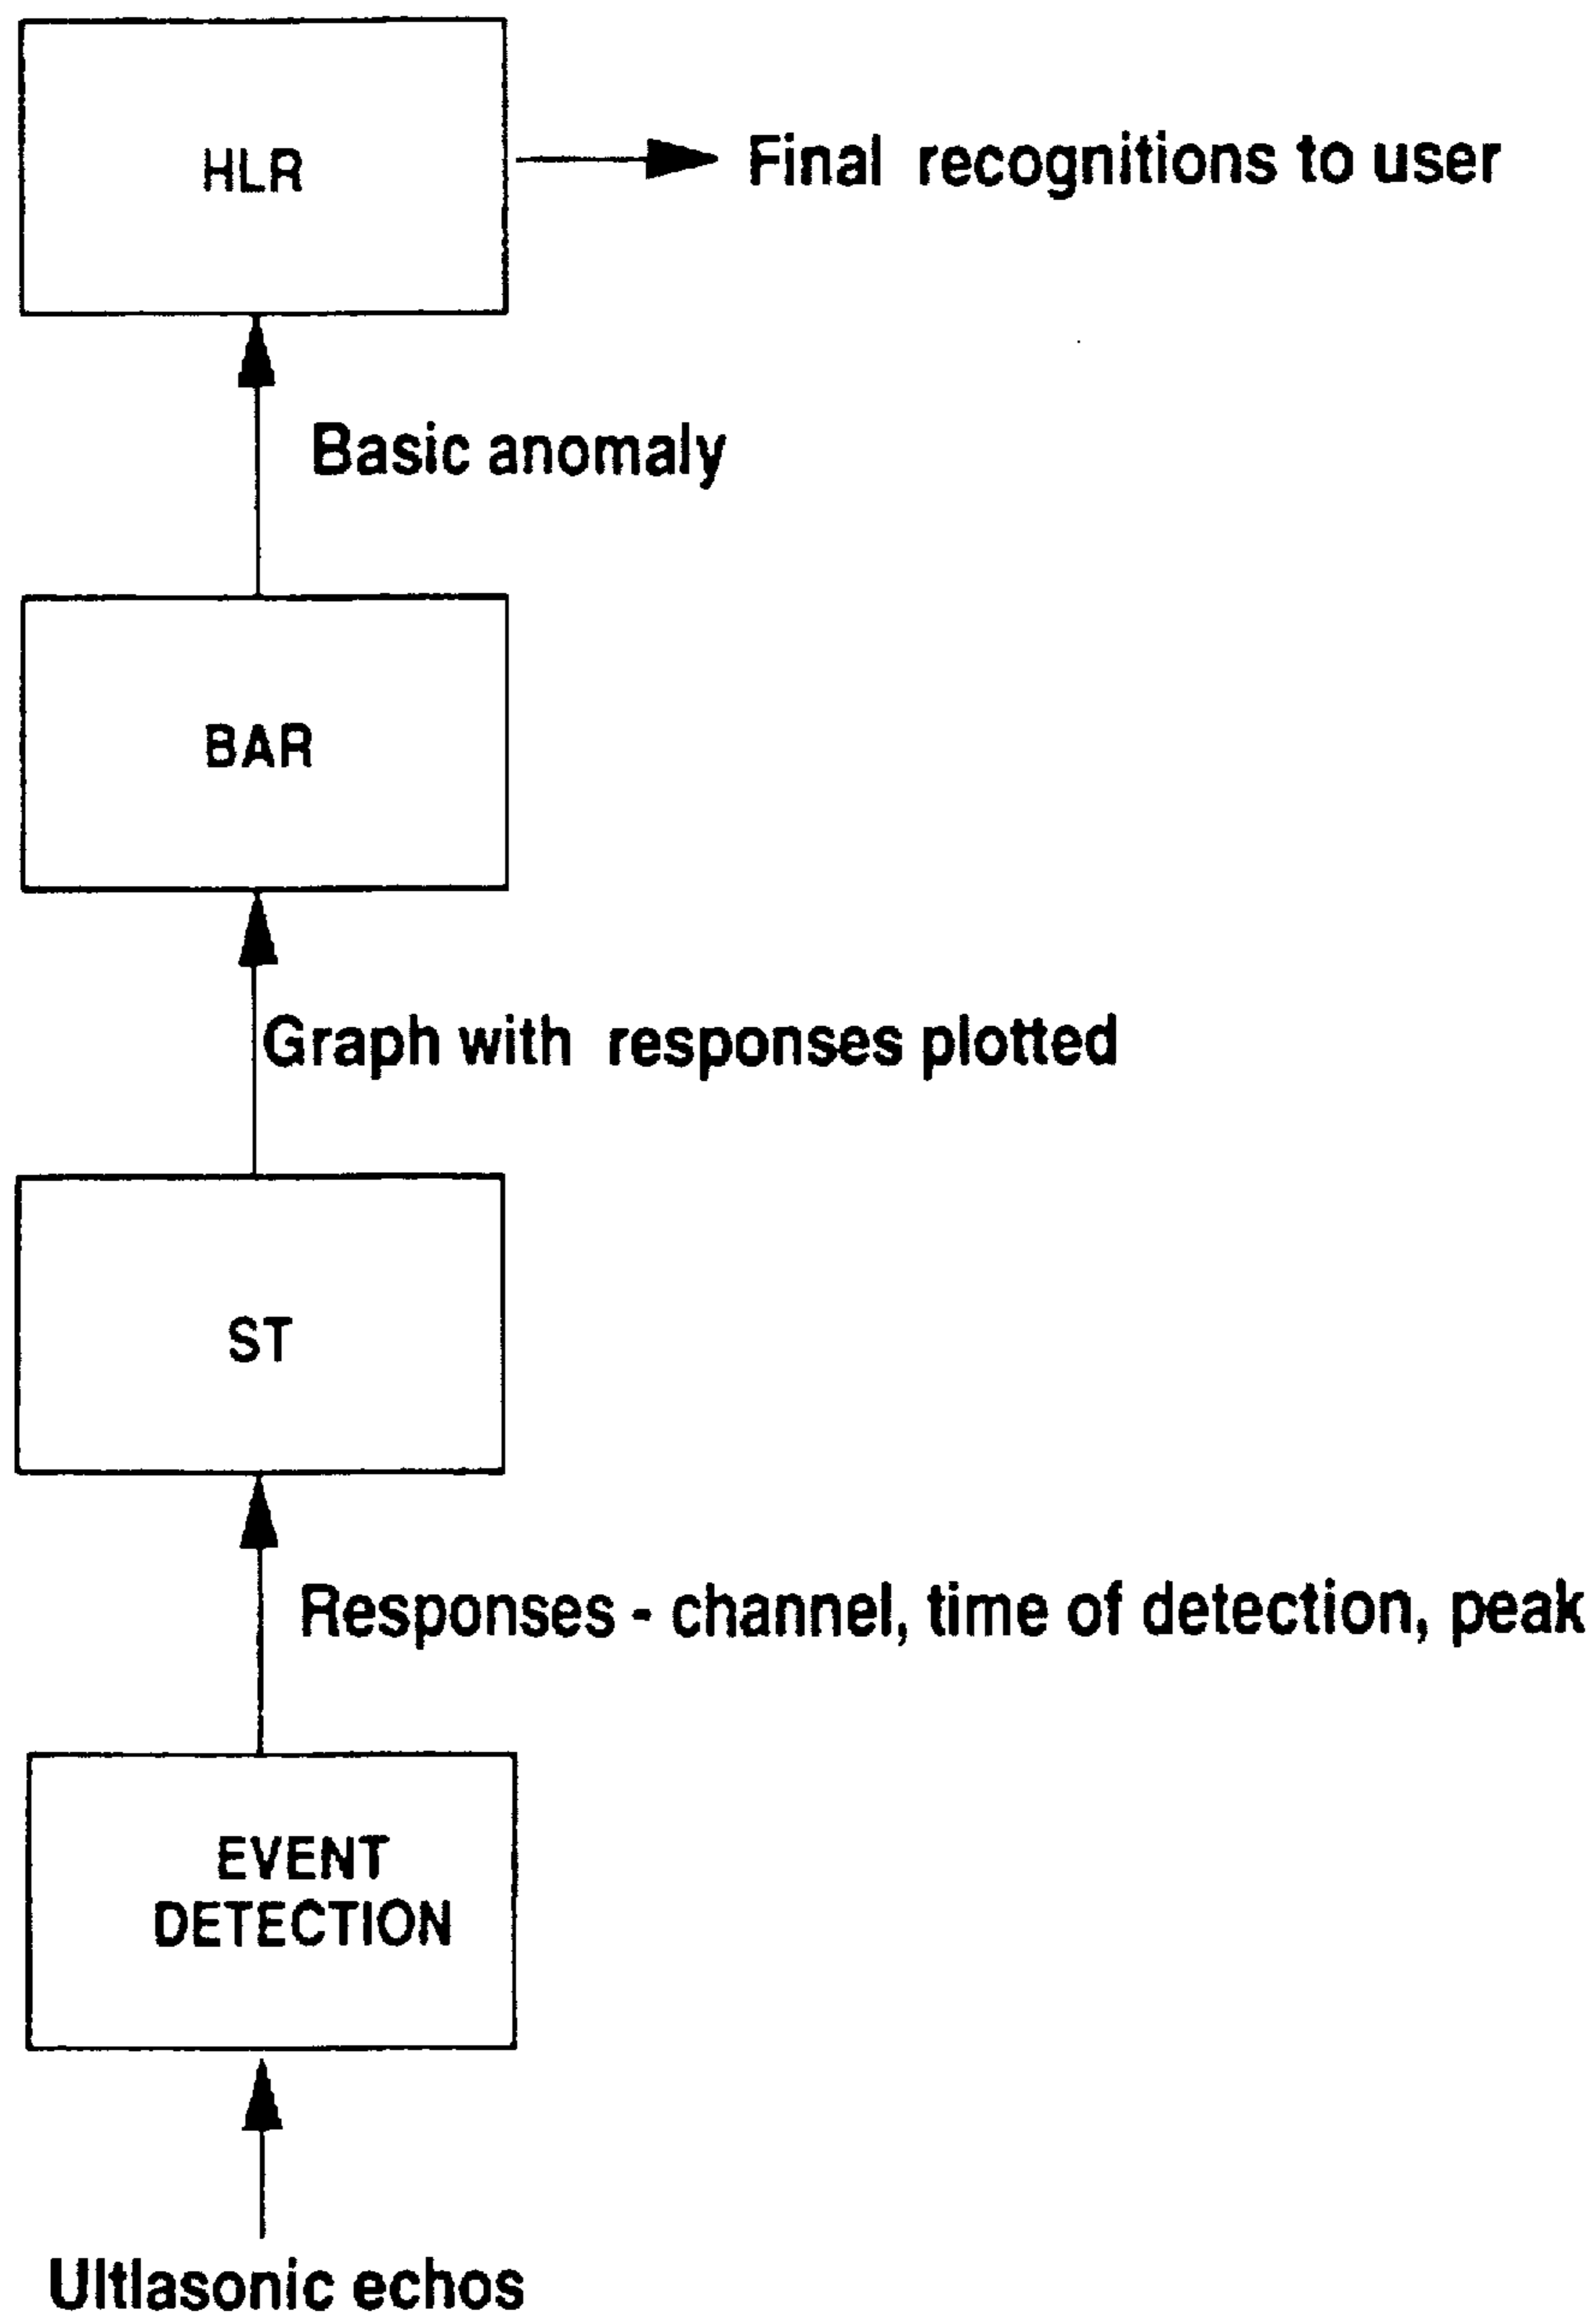 HLR
Final recognitions to user
Basic anomaly
BAR
Graph with responses plotted
ST
Responses - channel, time of detection, peak
EVENT
DETECTION
Ultlasonic echos